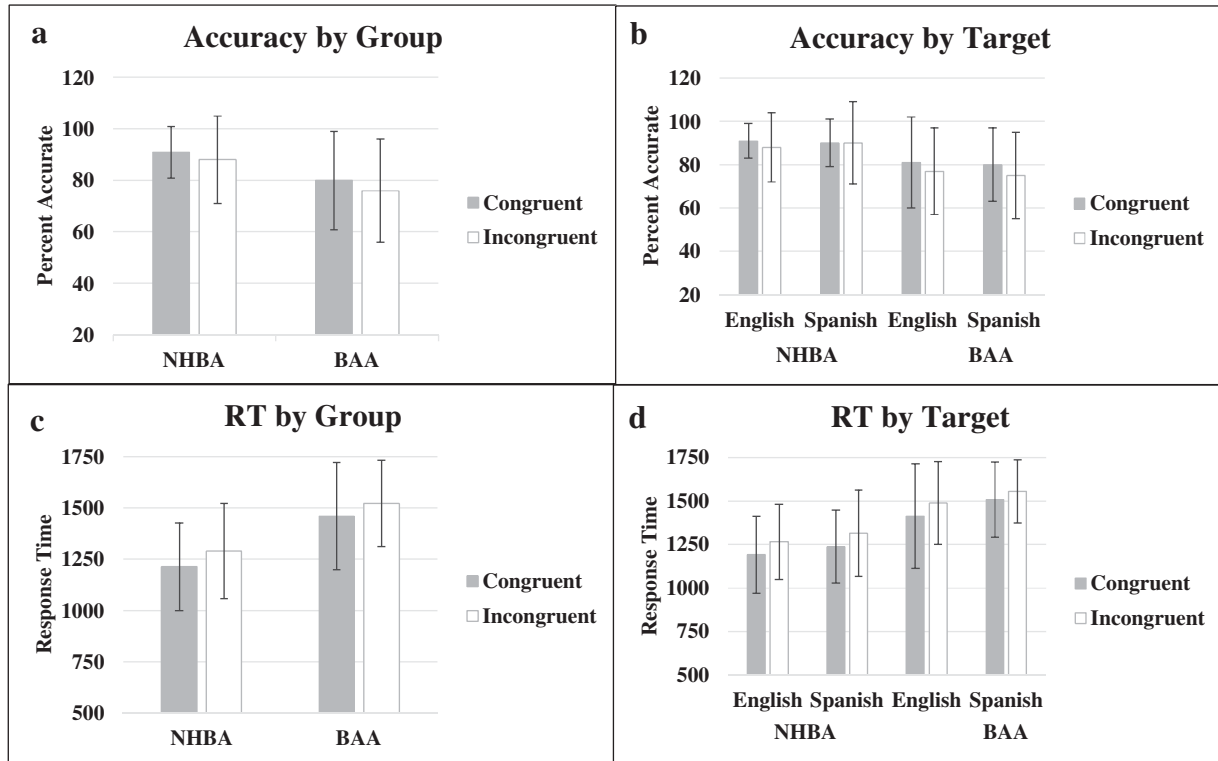 a
Accuracy by Group
120
100
80
60
40
20
Percent Accurate
NHBA BAA
Congruent
Incongruent
b
Accuracy by Target
120
100
80
60
40
20
Percent Accurate
English Spanish English Spanish
NHBA BAA
Congruent
Incongruent
c
RT by Group
1750
1500
1250
1000
750
500
Response Time
NHBA BAA
Congruent
Incongruent
d
RT by Target
1750
1500
1250
1000
750
500
Response Time
English Spanish English Spanish
NHBA BAA
Congruent
Incongruent